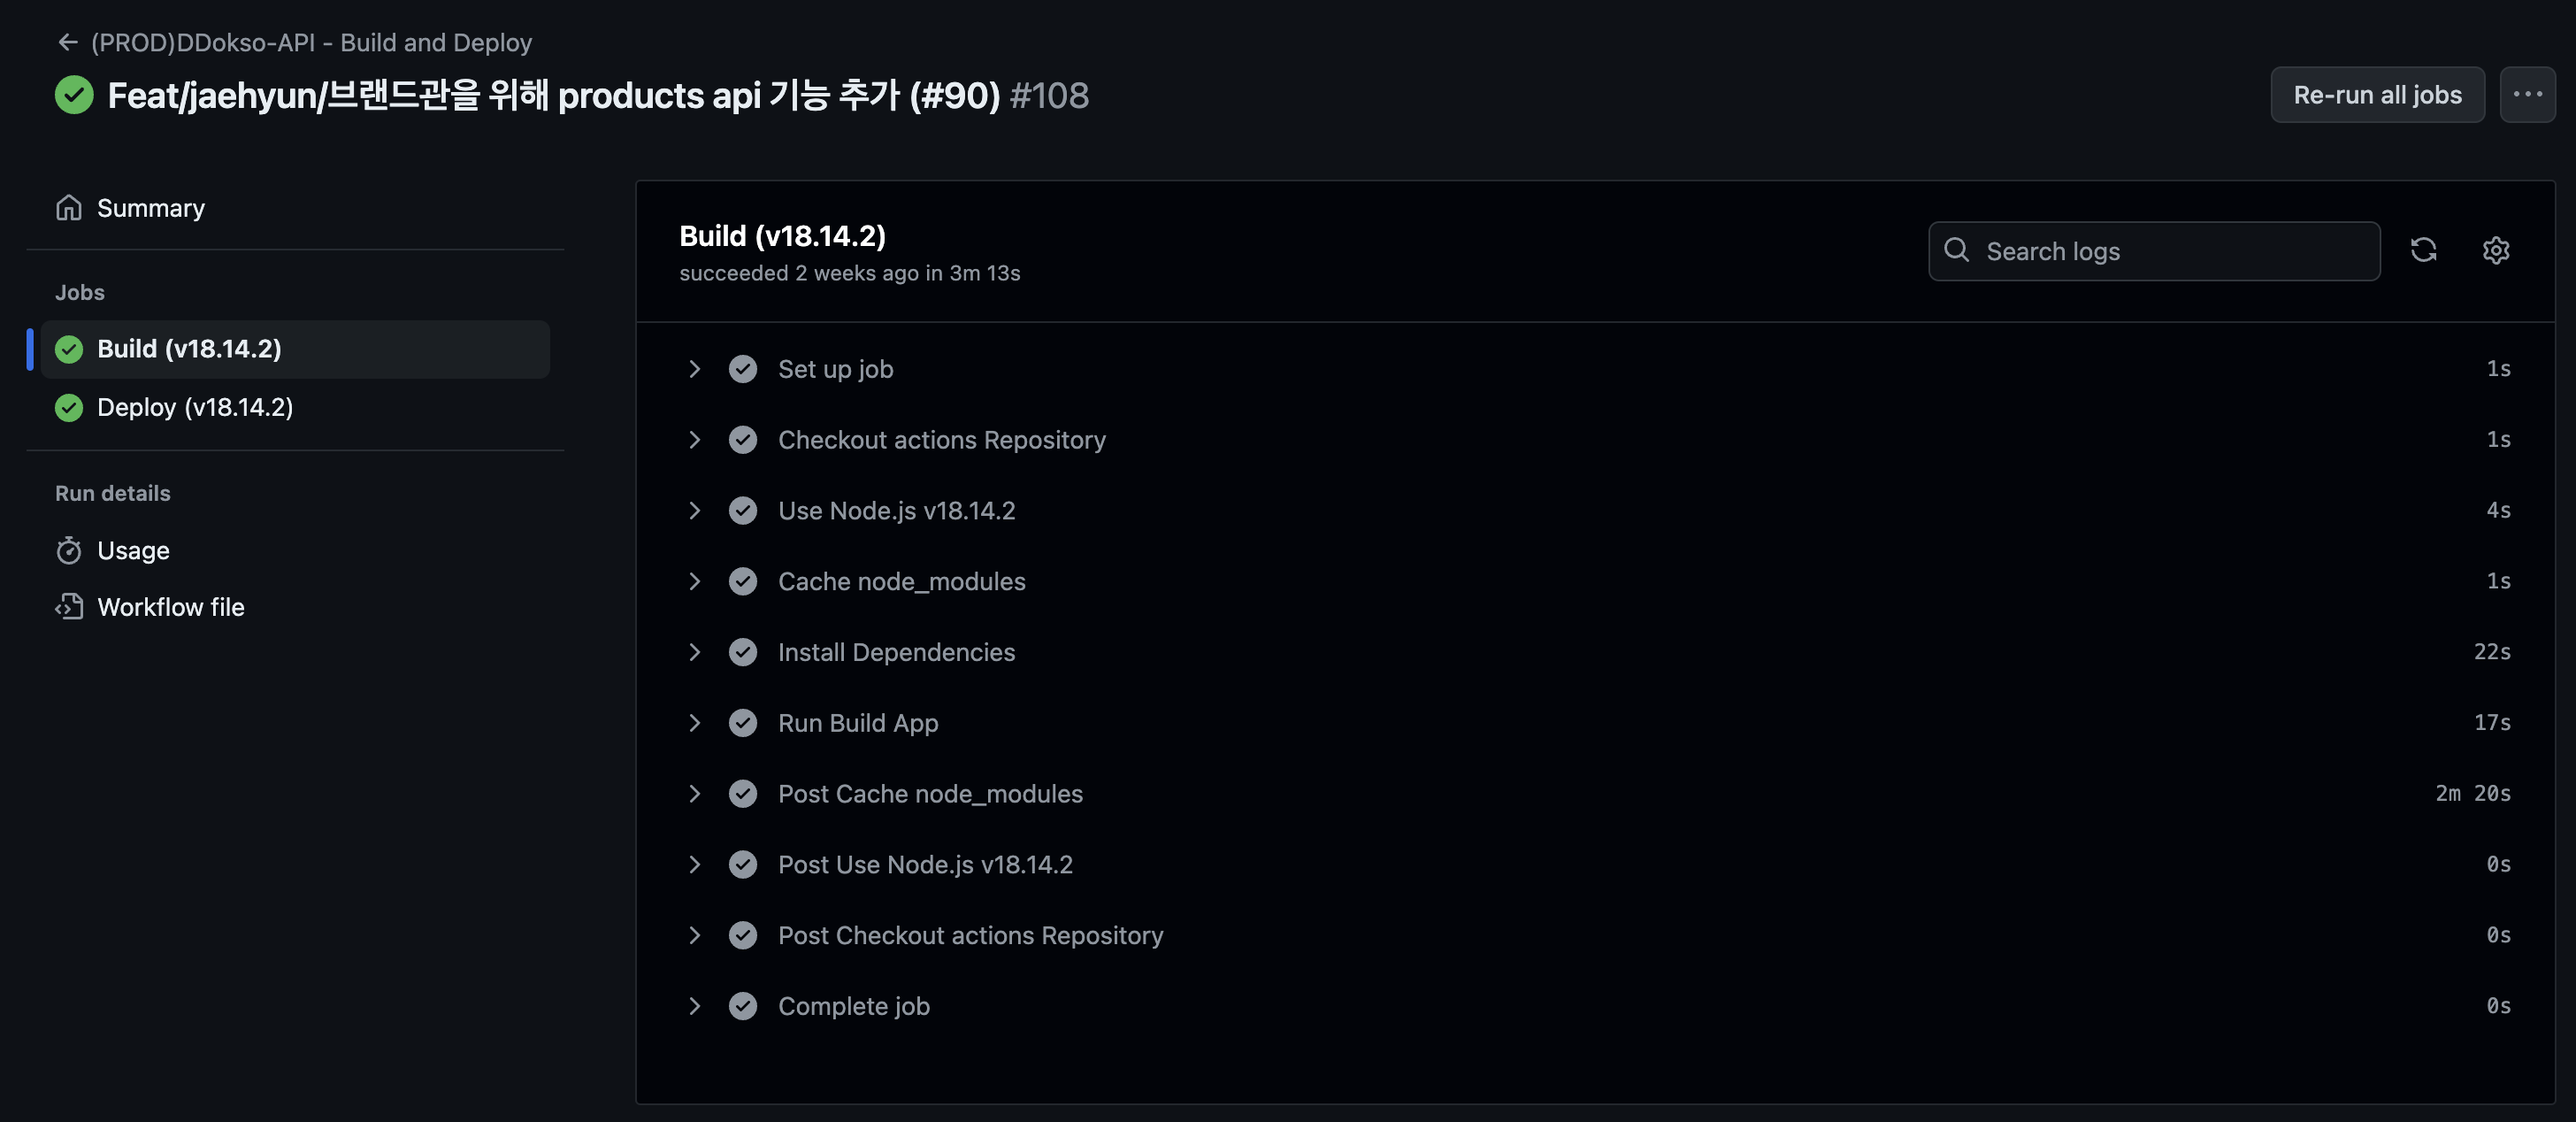 (PROD)DDokso-API - Build and Deploy
Feat/jaehyun/브랜드관을 위해 products api 기능 추가 (#90) #108
Re-run all jobs
Summary
Jobs
Build (v18.14.2)
Deploy (v18.14.2)
Run details
Usage
Workflow file
Build (v18.14.2)
succeeded 2 weeks ago in 3m 13s
Search logs
Set up job 1s
Checkout actions Repository 1s
Use Node.js v18.14.2 4s
Cache node_modules 1s
Install Dependencies 22s
Run Build App 17s
Post Cache node_modules 2m 20s
Post Use Node.js v18.14.2 0s
Post Checkout actions Repository 0s
Complete job 0s